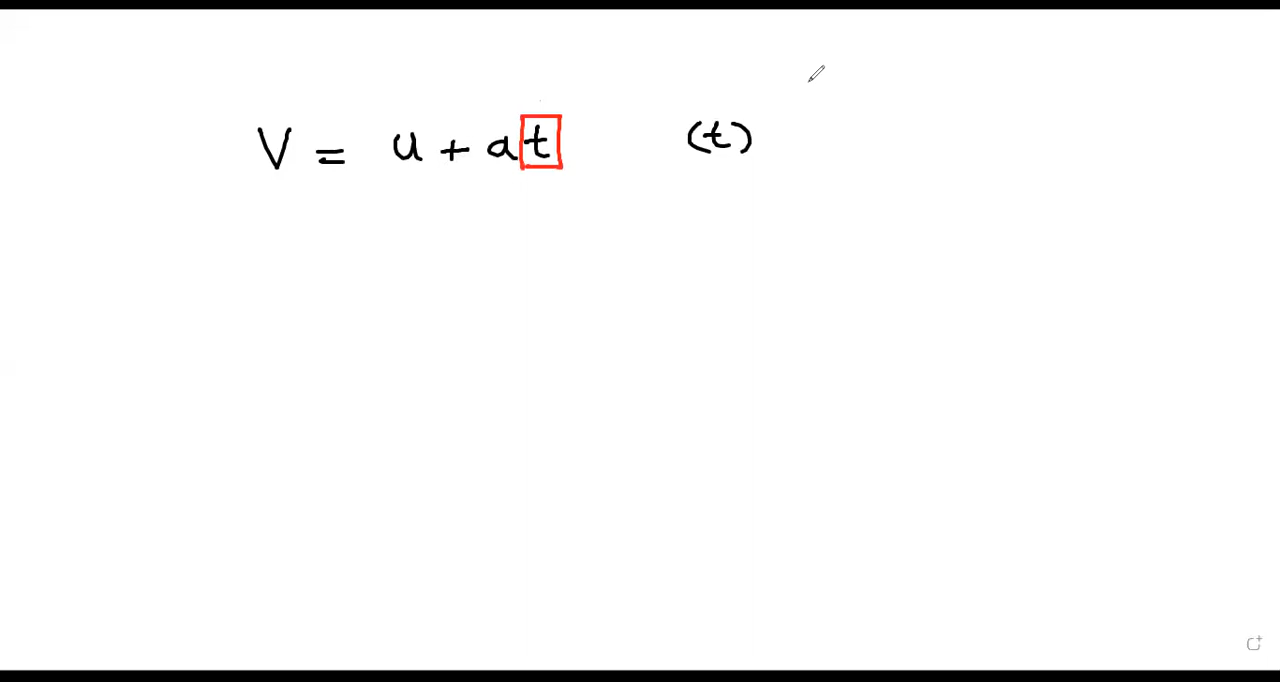 V = u + at (t)